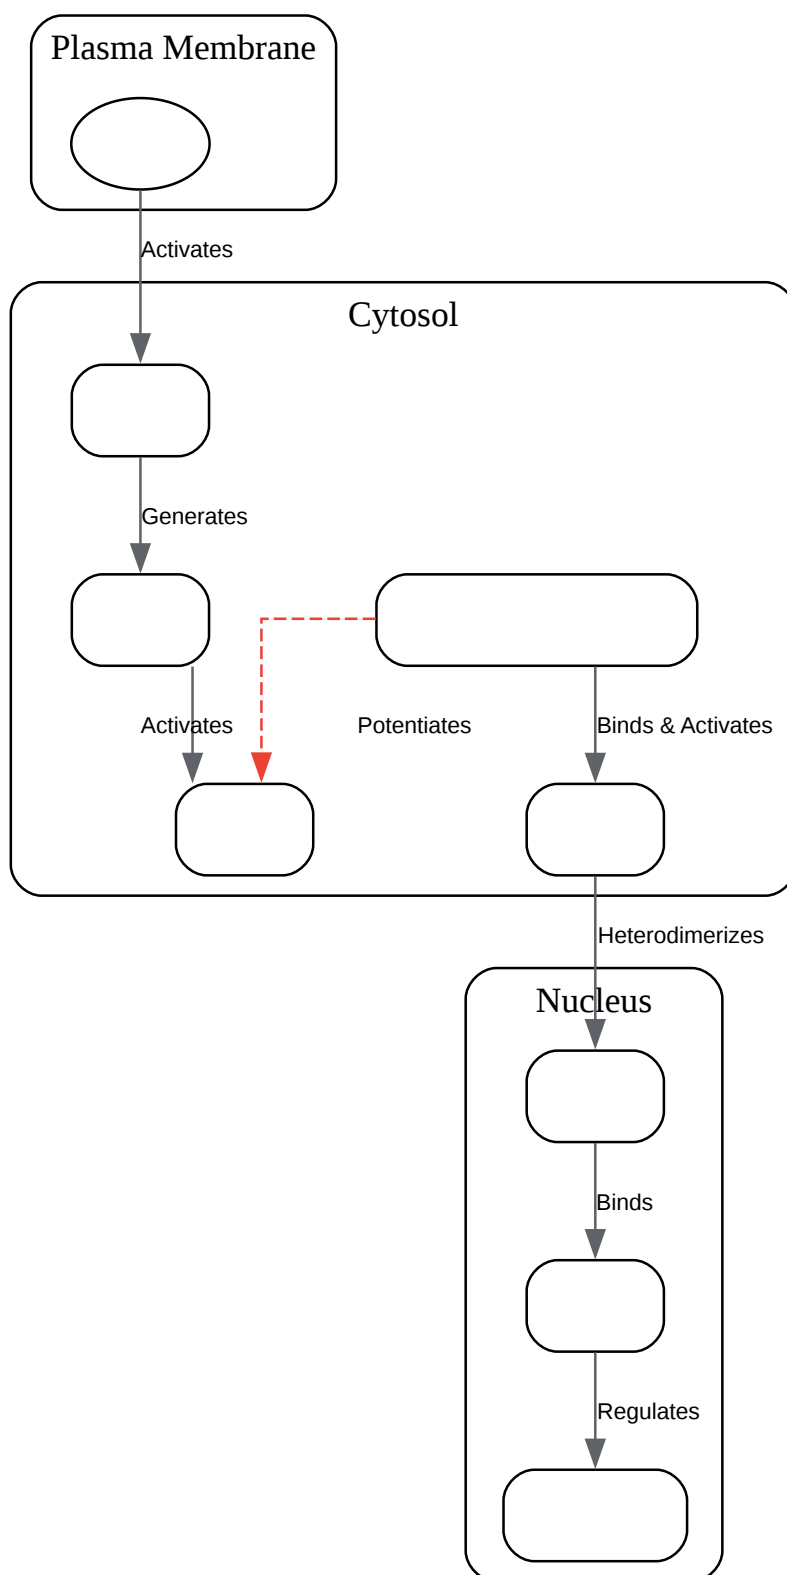 Plasma Membrane
Activates
Cytosol
Generates
Activates
Potentiates
Binds & Activates
Heterodimerizes
Nucleus
Binds
Regulates